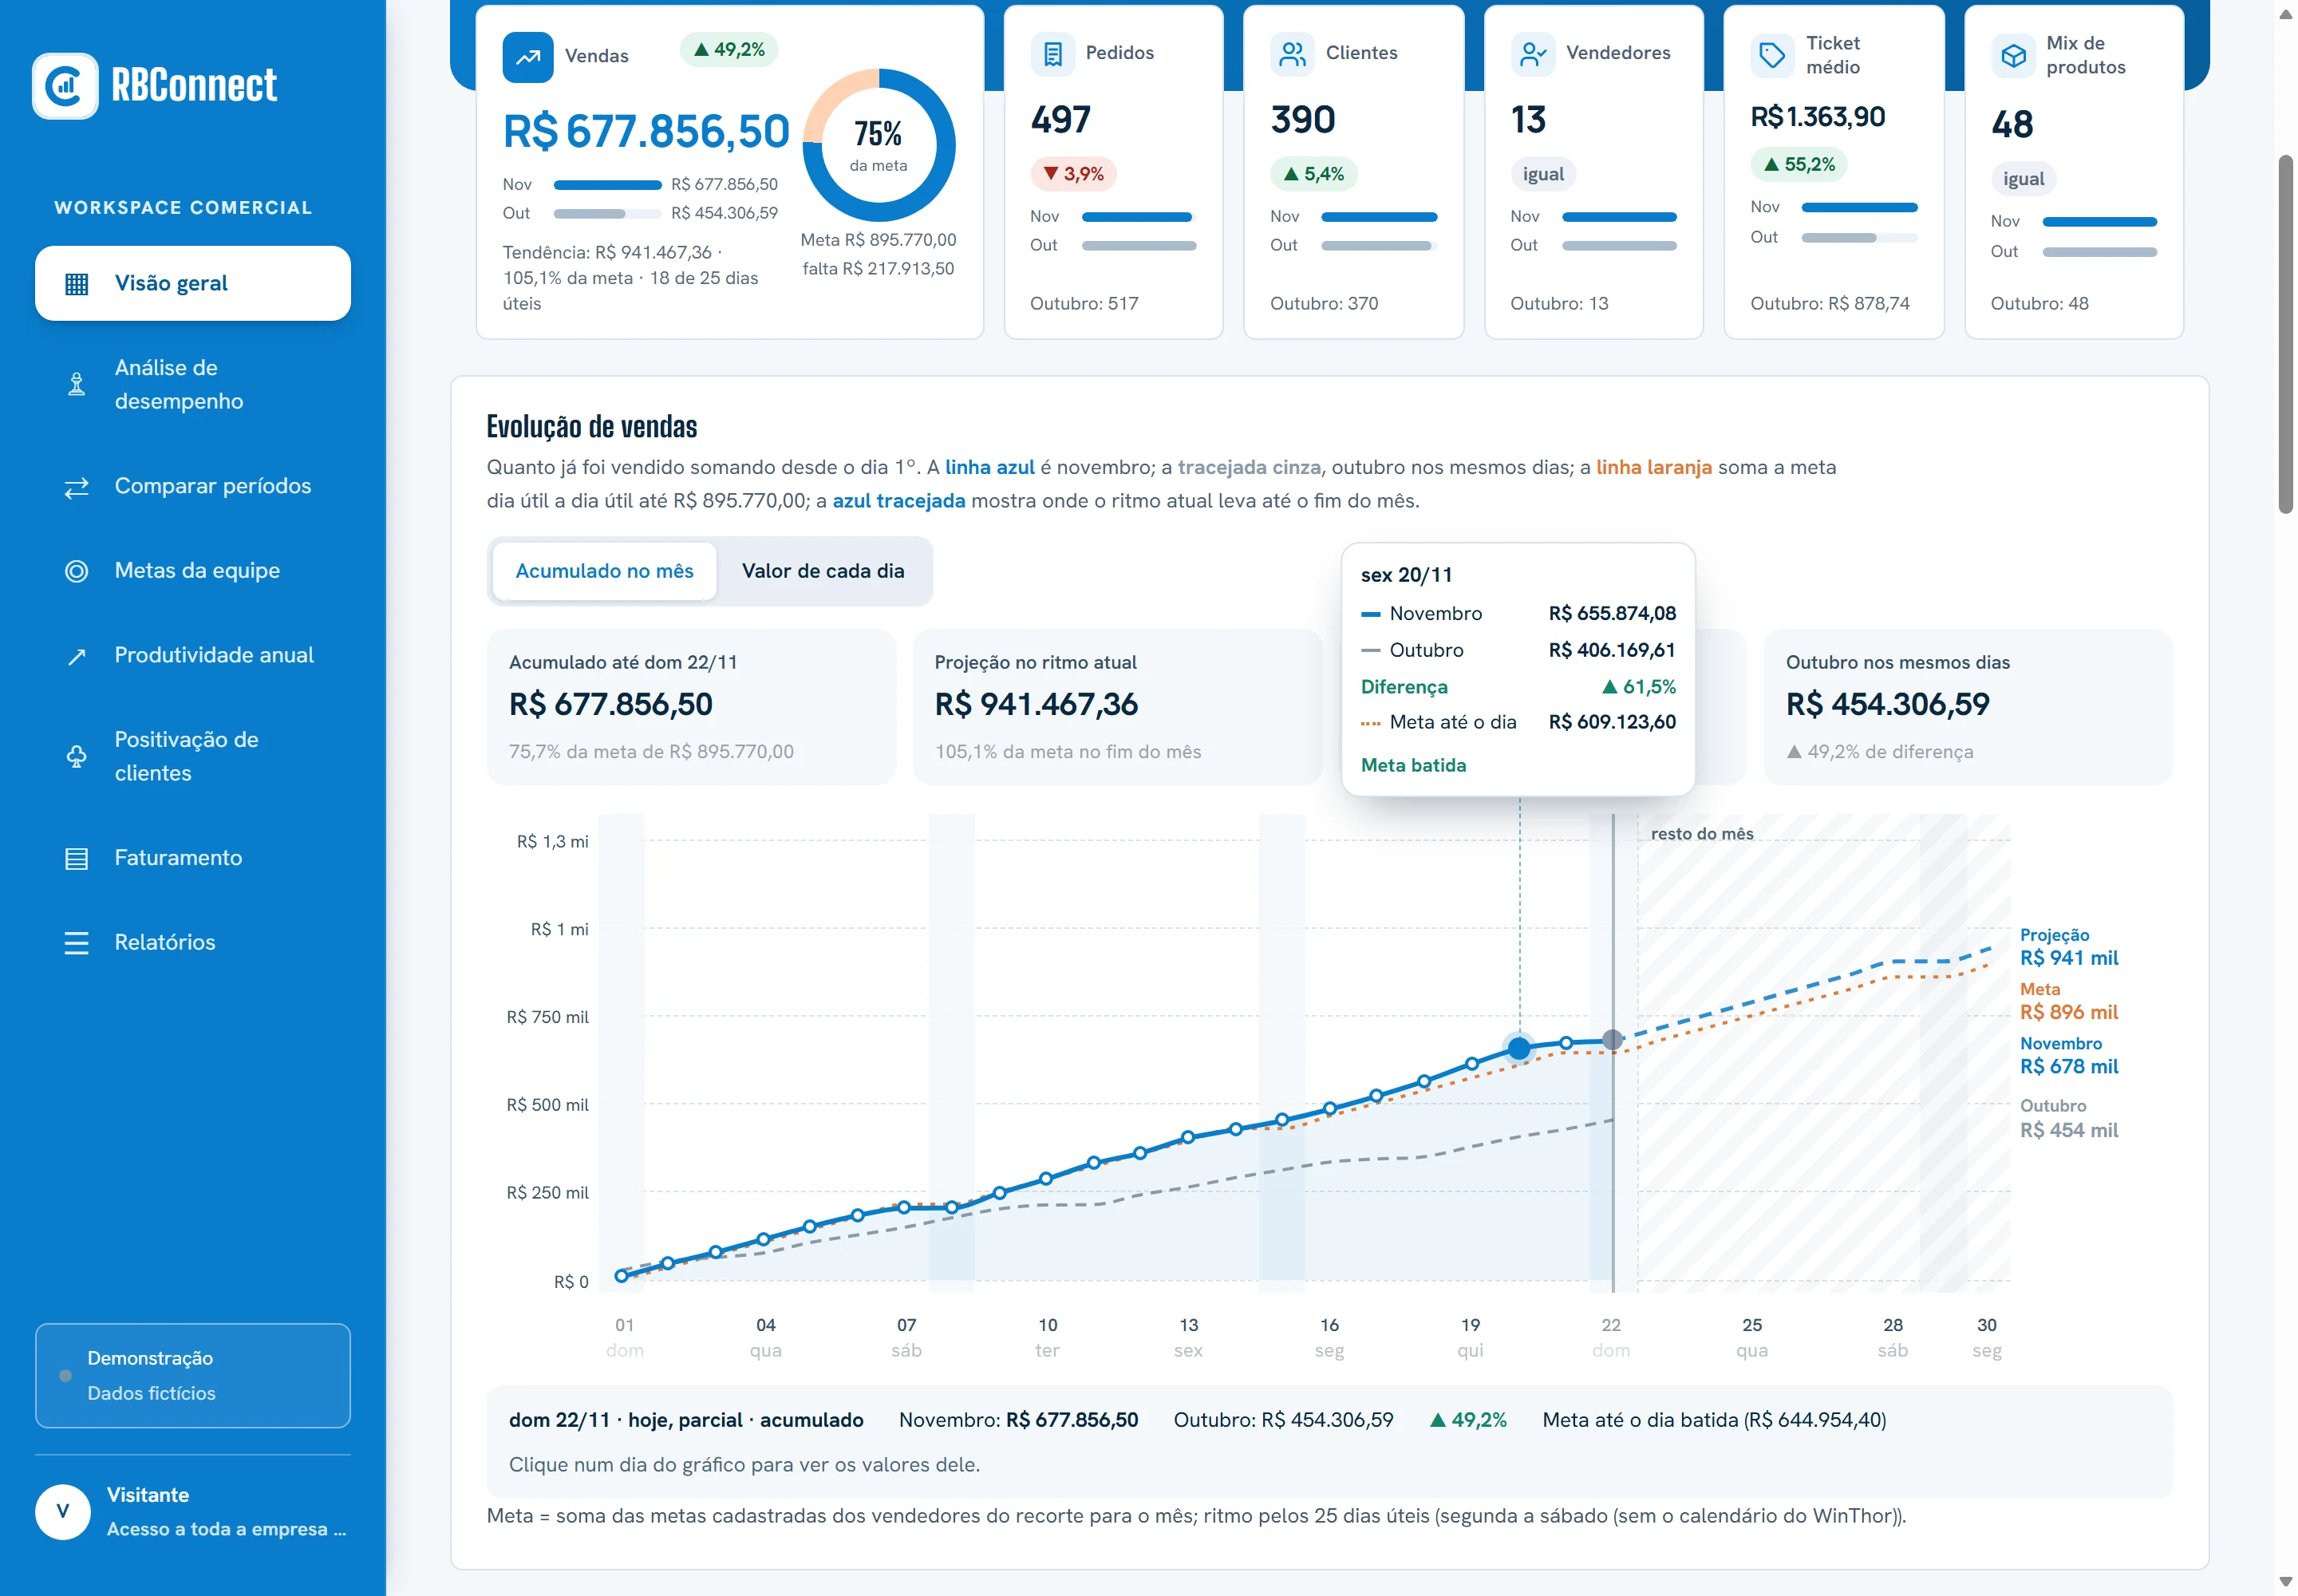 RBConnect
WORKSPACE COMERCIAL
Visão geral
Análise de
desempenho
Comparar períodos
Metas da equipe
Produtividade anual
Positivação de
clientes
Faturamento
Relatórios
Demonstração
Dados fictícios
V
Visitante
Acesso a toda a empresa ...
Vendas
▲ 49,2%
R$ 677.856,50
Nov R$ 677.856,50
Out R$ 454.306,59
Tendência: R$ 941.467,36 ·
105,1% da meta · 18 de 25 dias
úteis
75%
da meta
Meta R$ 895.770,00
falta R$ 217.913,50
Pedidos
497
▼ 3,9%
Nov
Out
Outubro: 517
Clientes
390
▲ 5,4%
Nov
Out
Outubro: 370
Vendedores
13
igual
Nov
Out
Outubro: 13
Ticket
médio
R$ 1.363,90
▲ 55,2%
Nov
Out
Outubro: R$ 878,74
Mix de
produtos
48
igual
Nov
Out
Outubro: 48
Evolução de vendas
Quanto já foi vendido somando desde o dia 1º. A linha azul é novembro; a tracejada cinza, outubro nos mesmos dias; a linha laranja soma a meta
dia útil a dia útil até R$ 895.770,00; a azul tracejada mostra onde o ritmo atual leva até o fim do mês.
Acumulado no mês
Valor de cada dia
Acumulado até dom 22/11
R$ 677.856,50
75,7% da meta de R$ 895.770,00
Projeção no ritmo atual
R$ 941.467,36
105,1% da meta no fim do mês
sex 20/11
Novembro R$ 655.874,08
Outubro R$ 406.169,61
Diferença ▲ 61,5%
Meta até o dia R$ 609.123,60
Meta batida
Outubro nos mesmos dias
R$ 454.306,59
▲ 49,2% de diferença
R$ 1,3 mi
R$ 1 mi
R$ 750 mil
R$ 500 mil
R$ 250 mil
R$ 0
resto do mês
Projeção
R$ 941 mil
Meta
R$ 896 mil
Novembro
R$ 678 mil
Outubro
R$ 454 mil
01 04 07 10 13 16 19 22 25 28 30
dom qua sáb ter sex seg qui dom qua sáb seg
dom 22/11 · hoje, parcial · acumulado Novembro: R$ 677.856,50 Outubro: R$ 454.306,59 ▲ 49,2% Meta até o dia batida (R$ 644.954,40)
Clique num dia do gráfico para ver os valores dele.
Meta = soma das metas cadastradas dos vendedores do recorte para o mês; ritmo pelos 25 dias úteis (segunda a sábado (sem o calendário do WinThor)).